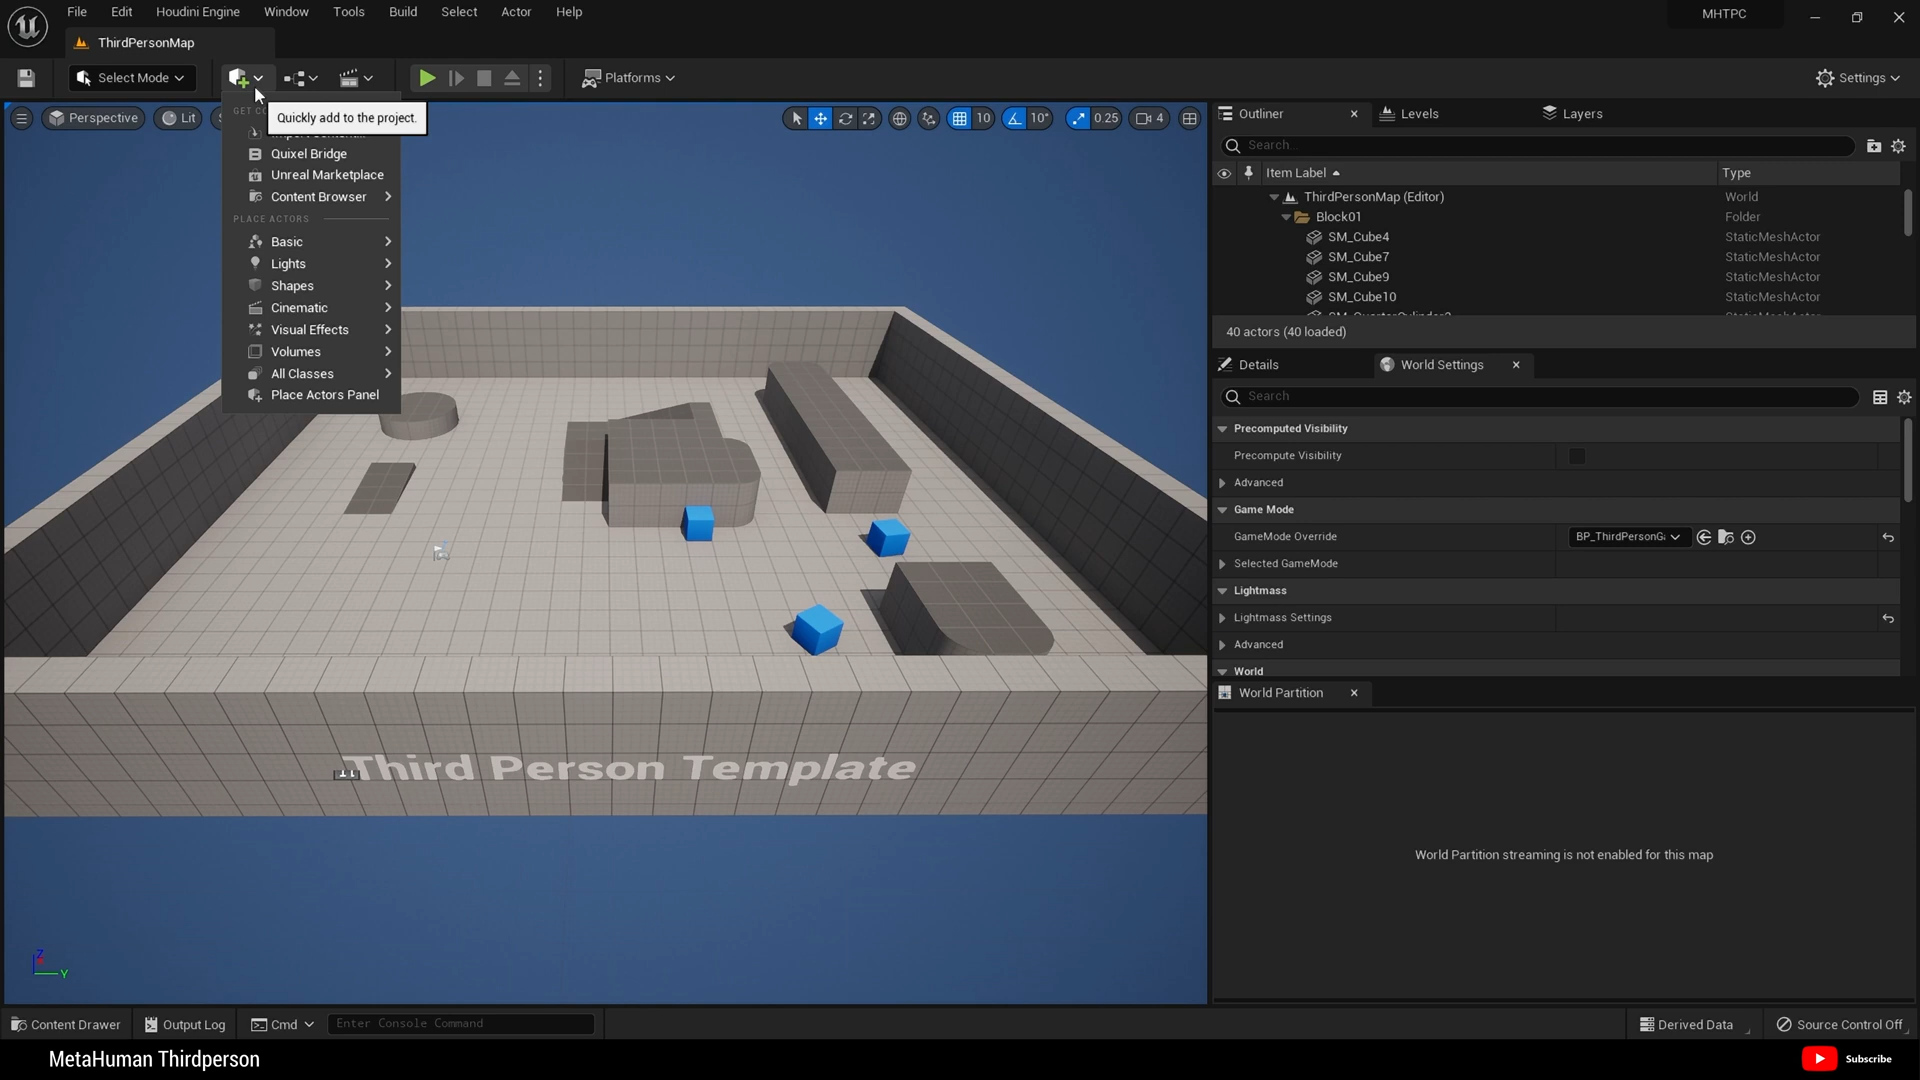 File Edit Houdini Engine Window Tools Build Select Actor Help
MHTPC
ThirdPersonMap
Select Mode
Platforms
Settings
Perspective
Lit
10
10°
0.25
4
Quickly add to the project.
Quixel Bridge
Unreal Marketplace
Content Browser
PLACE ACTORS
Basic
Lights
Shapes
Cinematic
Visual Effects
Volumes
All Classes
Place Actors Panel
Third Person Template
Z
Y
Outliner
Levels
Layers
Search...
Item Label
Type
ThirdPersonMap (Editor) World
Block01 Folder
SM_Cube4 StaticMeshActor
SM_Cube7 StaticMeshActor
SM_Cube9 StaticMeshActor
SM_Cube10 StaticMeshActor
40 actors (40 loaded)
Details
World Settings
Search
Precomputed Visibility
Precompute Visibility
Advanced
Game Mode
GameMode Override BP_ThirdPersonG
Selected GameMode
Lightmass
Lightmass Settings
Advanced
World
World Partition
World Partition streaming is not enabled for this map
Content Drawer
Output Log
Cmd
Enter Console Command
Derived Data
Source Control Off
MetaHuman Thirdperson
Subscribe